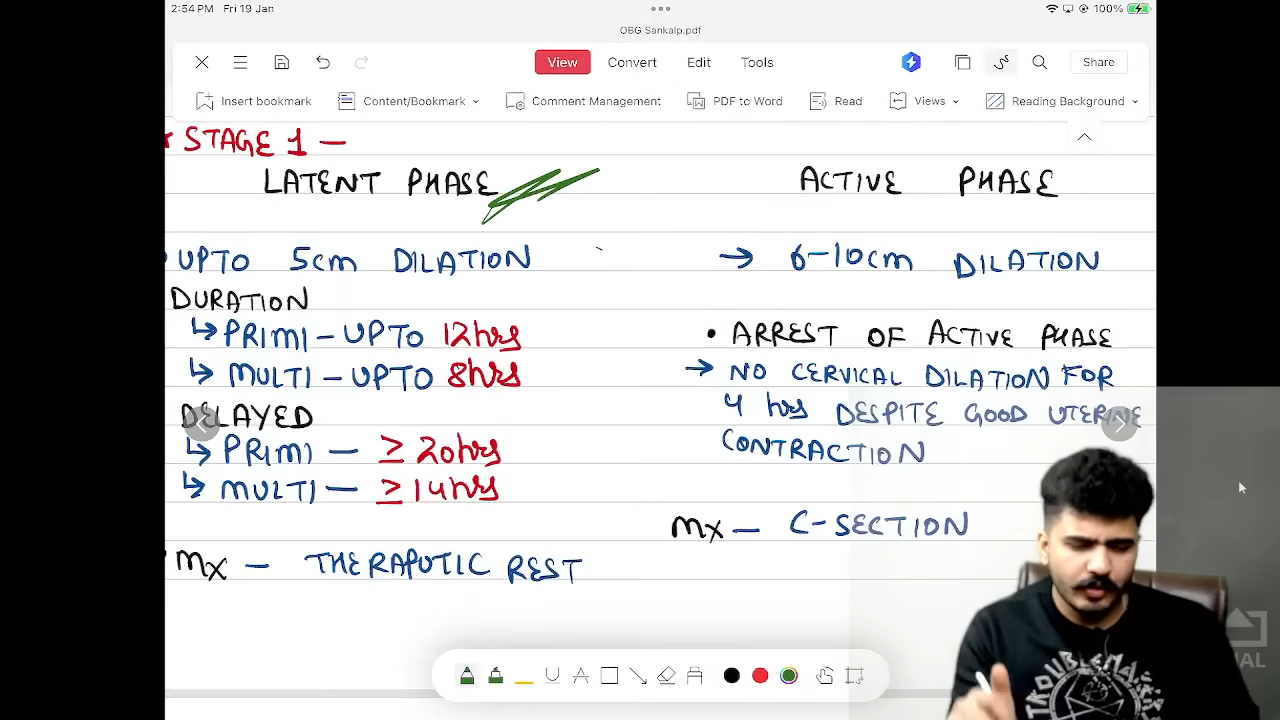 2:54 PM Fri 19 Jan
100%
OBG Sankalp.pdf
View Convert Edit Tools
Share
Insert bookmark Content/Bookmark Comment Management PDF to Word Read Views Reading Background
STAGE 1 —
LATENT PHASE
UPTO 5cm DILATION
DURATION
↳ PRIMI – UPTO 12hrs
↳ MULTI – UPTO 8hrs
DELAYED
↳ PRIMI — ≥ 20hrs
↳ MULTI — ≥ 14hrs
Mx — THERAPUTIC REST
ACTIVE PHASE
→ 6-10cm DILATION
• ARREST OF ACTIVE PHASE
→ NO CERVICAL DILATION FOR
4 hrs DESPITE GOOD UTERINE
CONTRACTION
Mx — C-SECTION